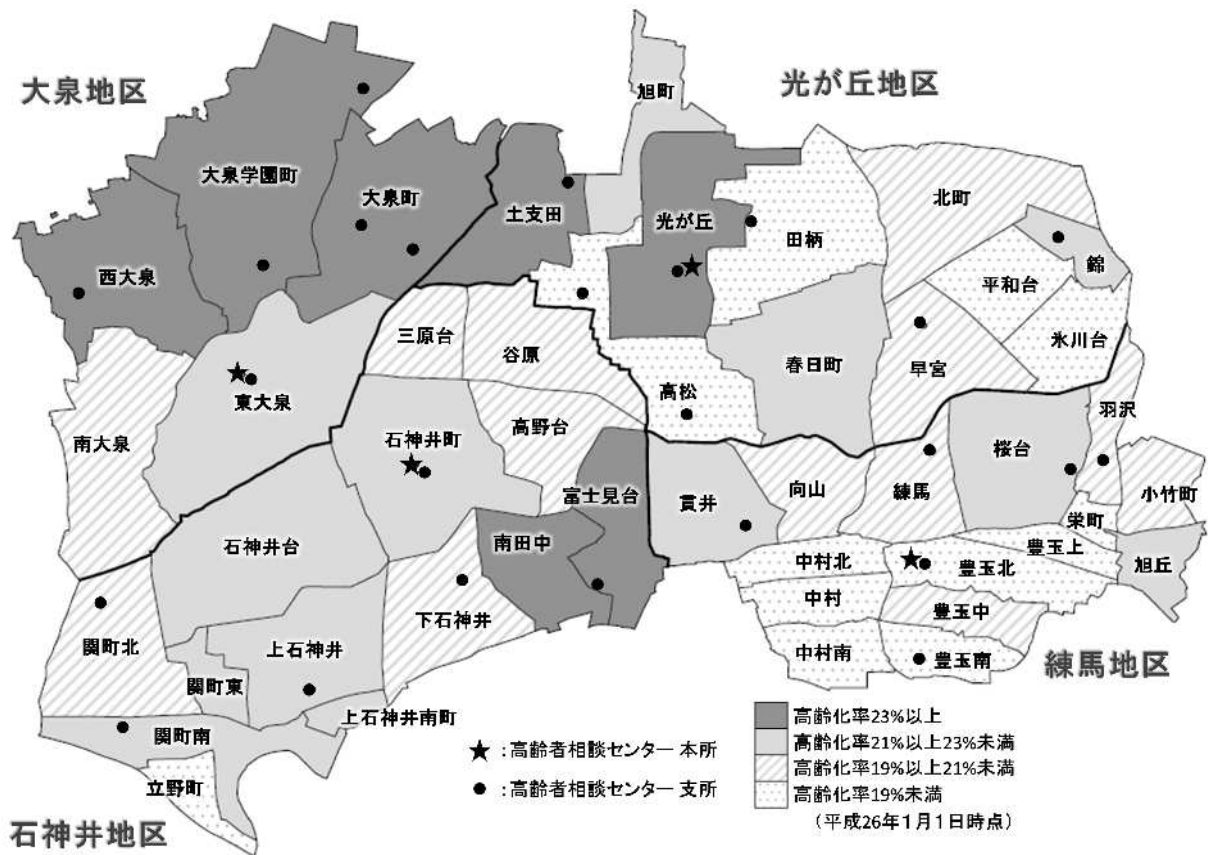 大泉地区
光が丘地区
旭町
大泉学園町
大泉町
土支田
光が丘
田柄
北町
錦
西大泉
平和台
三原台
谷原
春日町
早宮
氷川台
東大泉
高松
羽沢
南大泉
石神井町
高野台
桜台
富士見台
貫井
向山
練馬
小竹町
栄町
石神井台
南田中
中村北
豊玉上
豊玉北
旭丘
下石神井
中村
豊玉中
関町北
上石神井
中村南
豊玉南
関町東
練馬地区
上石神井南町
関町南
立野町
石神井地区
★ :高齢者相談センター 本所
● :高齢者相談センター 支所
高齢化率23%以上
高齢化率21%以上23%未満
高齢化率19%以上21%未満
高齢化率19%未満
(平成26年1月1日時点)